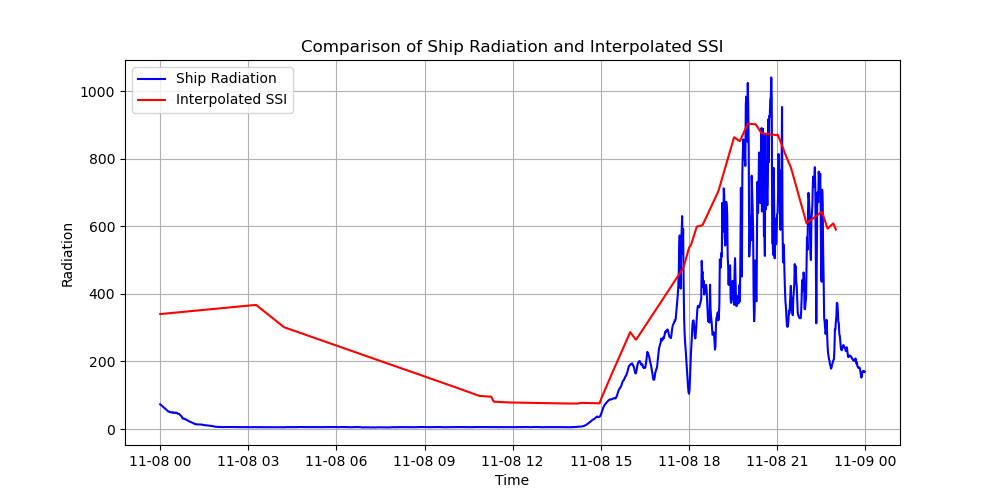 Comparison of Ship Radiation and Interpolated SSI
Ship Radiation
Interpolated SSI
1000
800
600
400
200
0
Radiation
11-08 00 11-08 03 11-08 06 11-08 09 11-08 12 11-08 15 11-08 18 11-08 21 11-09 00
Time